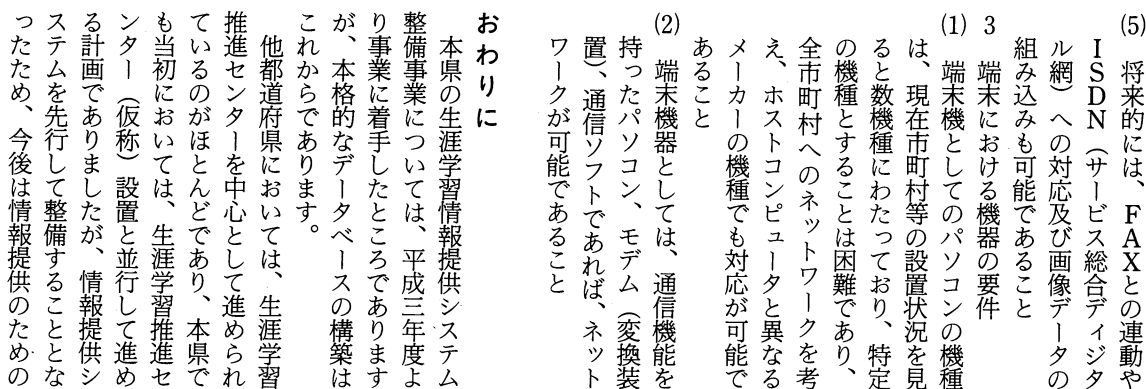 (5)　将来的には、FAXとの連動や
ISDN（サービス総合ディジタ
ル網）への対応及び画像データの
組み込みも可能であること
3　端末における機器の要件
(1)　端末機としてのパソコンの機種
は、現在市町村等の設置状況を見
ると数機種にわたっており、特定
の機種とすることは困難であり、
全市町村へのネットワークを考
え、ホストコンピュータと異なる
メーカーの機種でも対応が可能で
あること
(2)　端末機器としては、通信機能を
持ったパソコン、モデム（変換装
置）、通信ソフトであれば、ネット
ワークが可能であること
おわりに
本県の生涯学習情報提供システム
整備事業については、平成三年度よ
り事業に着手したところであります
が、本格的なデータベースの構築は
これからであります。
他都道府県においては、生涯学習
推進センターを中心として進められ
ているのがほとんどであり、本県で
も当初においては、生涯学習推進セ
ンター（仮称）設置と並行して進め
る計画でありましたが、情報提供シ
ステムを先行して整備することとな
ったため、今後は情報提供のための